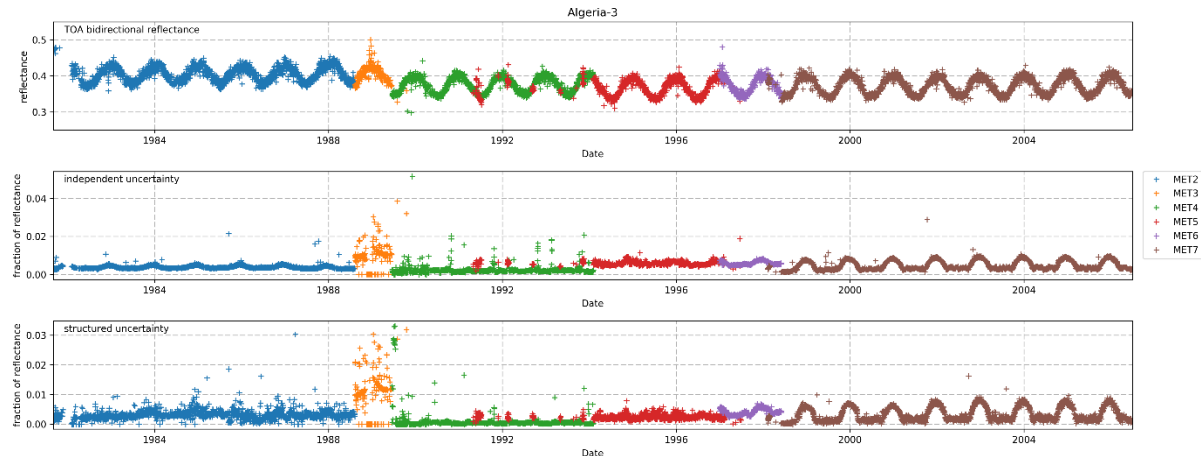 Algeria-3
TOA bidirectional reflectance
reflectance
0.5
0.4
0.3
1984 1988 1992 1996 2000 2004
Date
independent uncertainty
fraction of reflectance
0.04
0.02
0.00
1984 1988 1992 1996 2000 2004
Date
MET2
MET3
MET4
MET5
MET6
MET7
structured uncertainty
fraction of reflectance
0.03
0.02
0.01
0.00
1984 1988 1992 1996 2000 2004
Date